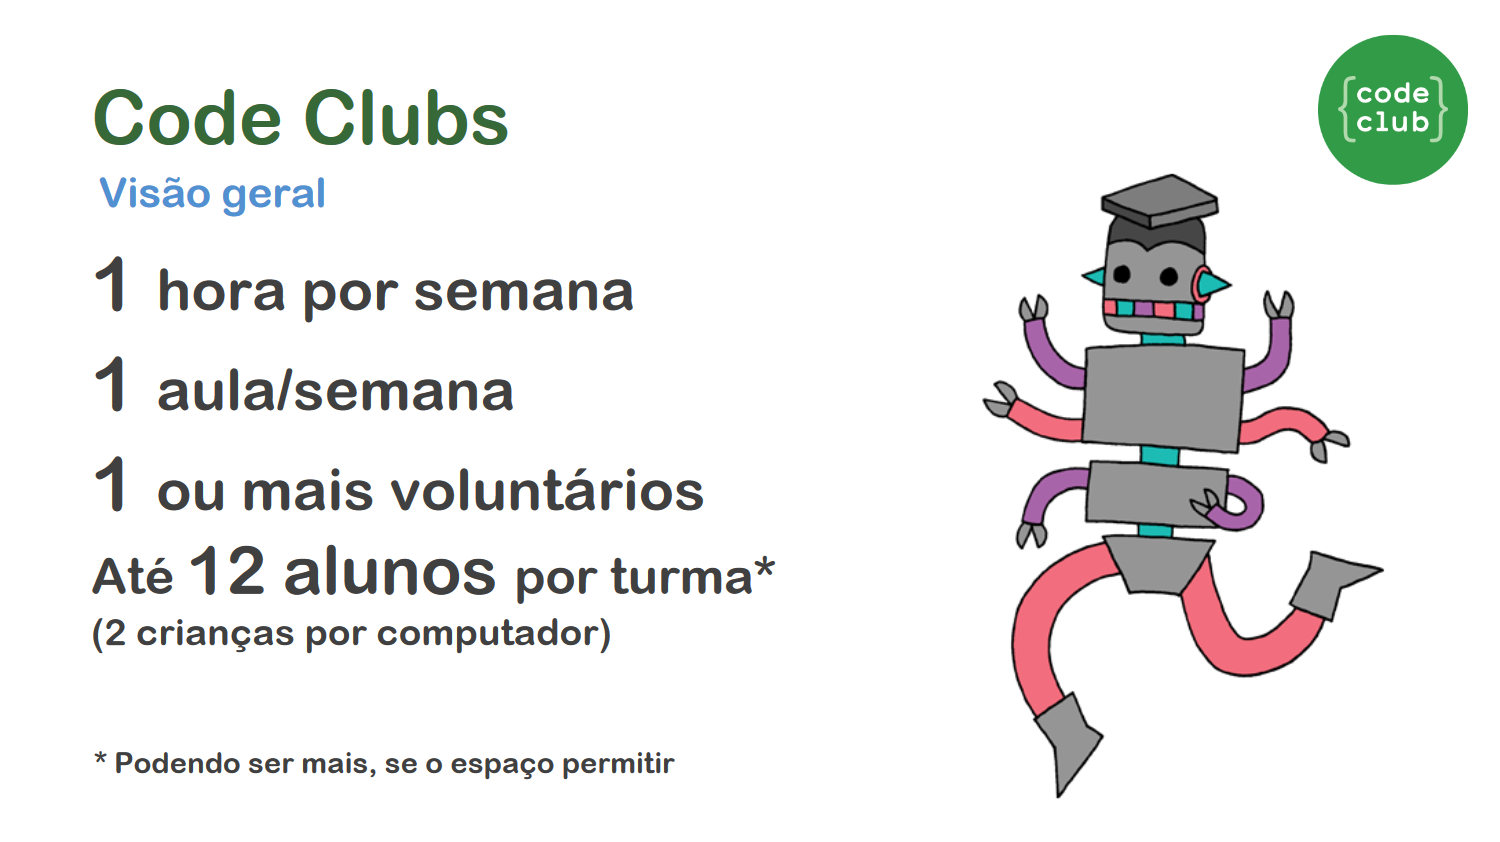 Code Clubs
Visão geral
1 hora por semana
1 aula/semana
1 ou mais voluntários
Até 12 alunos por turma*
(2 crianças por computador)
* Podendo ser mais, se o espaço permitir
{code
club}